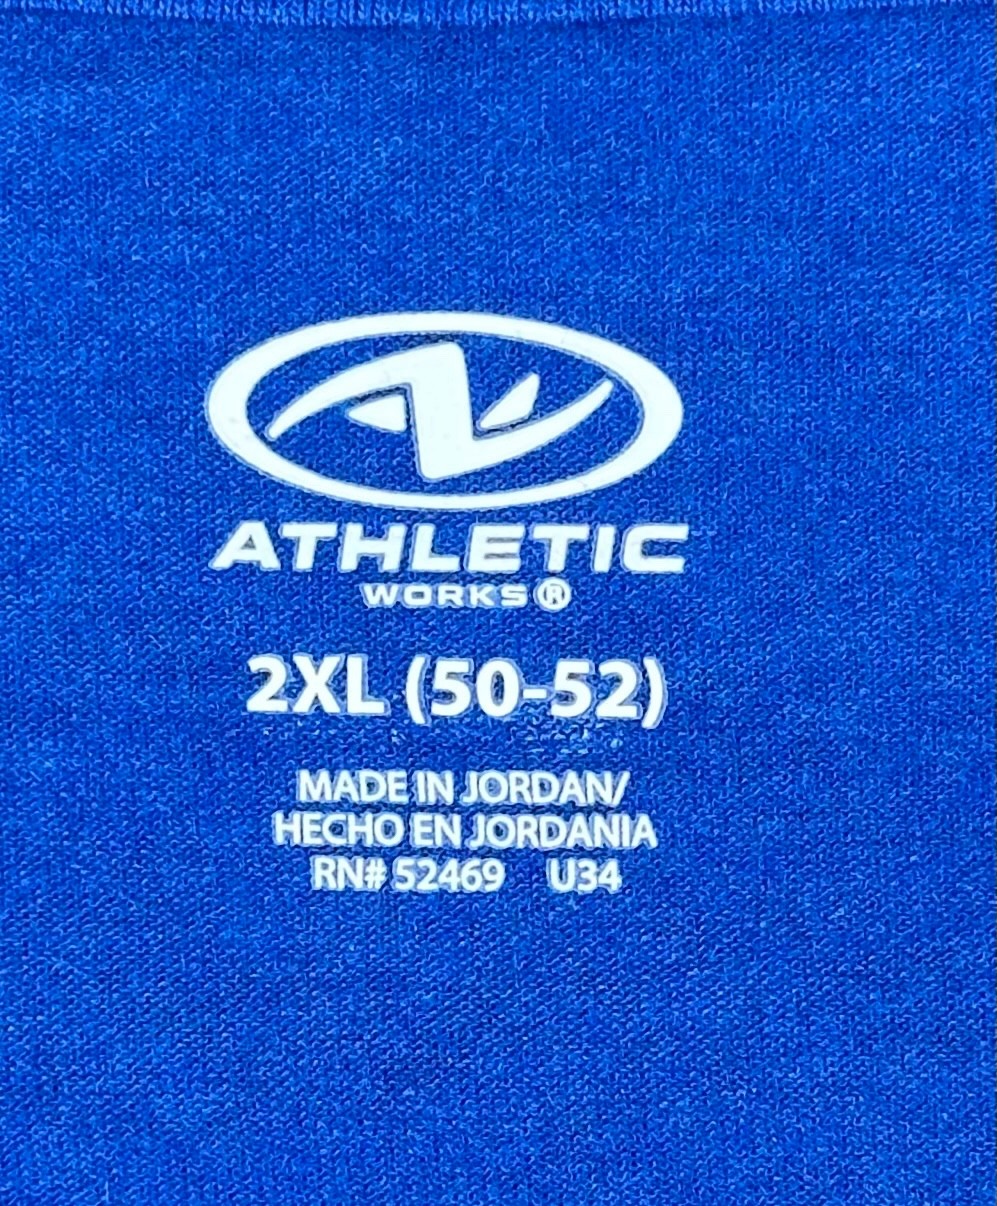 ATHLETIC
WORKS®
2XL (50-52)
MADE IN JORDAN/
HECHO EN JORDANIA
RN# 52469 U34